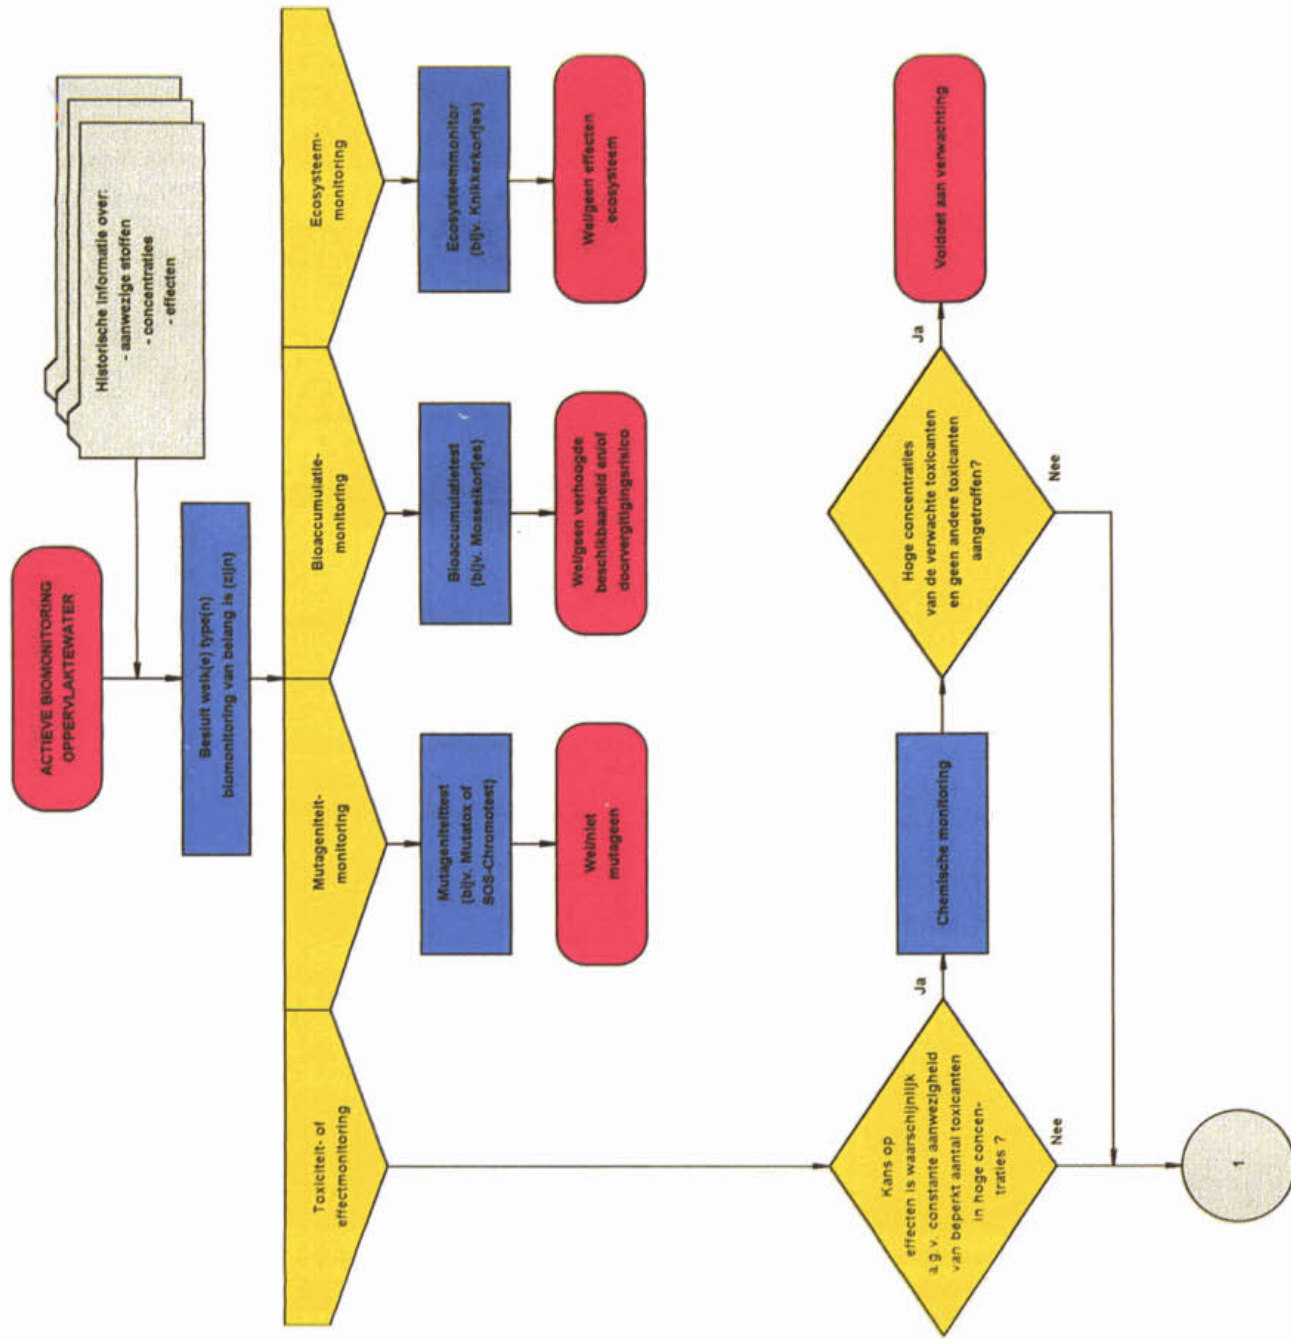 ACTIEVE BIOMONITORING
OPPERVLAKTEWATER
Historische informatie over:
- aanwezige stoffen
- concentraties
- effecten
Besluit welk(e) type(n)
biomonitoring van belang is (zijn)
Toxiciteit- of
effectmonitoring
Mutageniteit-
monitoring
Bioaccumulatie-
monitoring
Ecosysteem-
monitoring
Mutageniteittest
(bijv. Mutatox of
SOS-Chromotest)
Bioaccumulatietest
(bijv. Mosselkorfjes)
Ecosysteemmonitor
(bijv. Knikkerkorfjes)
Wel/niet
mutageen
Wel/geen verhoogde
beschikbaarheid en/of
doorvergitigingsrisico
Wel/geen effecten
ecosysteem
Kans op
effecten is waarschijnlijk
a.g.v. constante aanwezigheid
van beperkt aantal toxicanten
in hoge concen-
traties ?
Ja
Nee
Chemische monitoring
Hoge concentraties
van de verwachte toxicanten
en geen andere toxicanten
aangetroffen?
Ja
Nee
Voldoet aan verwachting
1